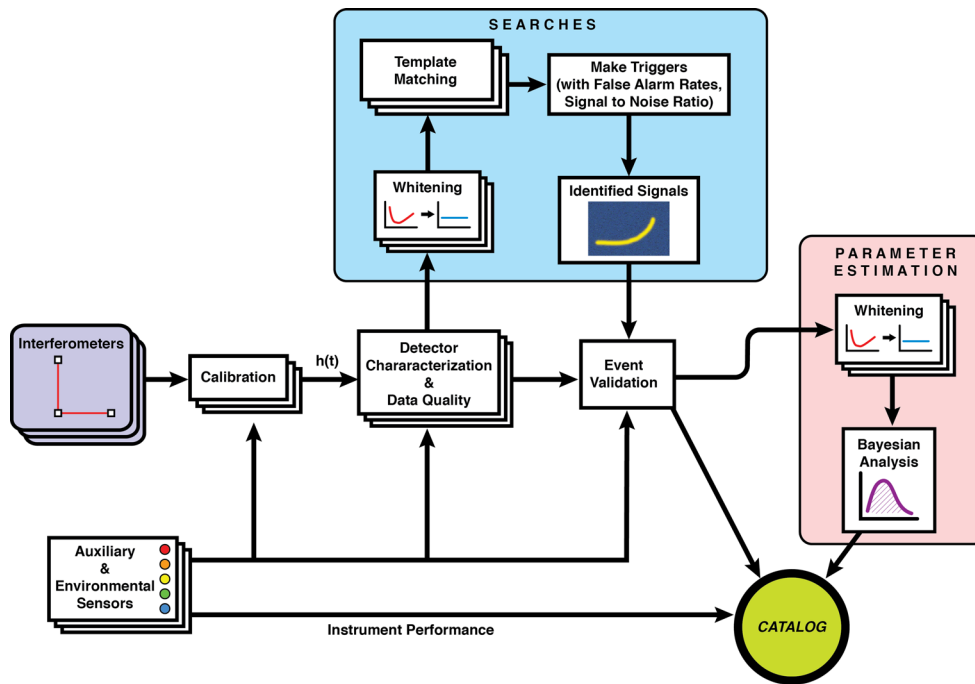 SEARCHES
Template
Matching
Make Triggers
(with False Alarm Rates,
Signal to Noise Ratio)
Whitening
Identified Signals
PARAMETER
ESTIMATION
Whitening
Interferometers
Calibration
h(t)
Detector
Chararacterization
&
Data Quality
Event
Validation
Bayesian
Analysis
Auxiliary
&
Environmental
Sensors
Instrument Performance
CATALOG